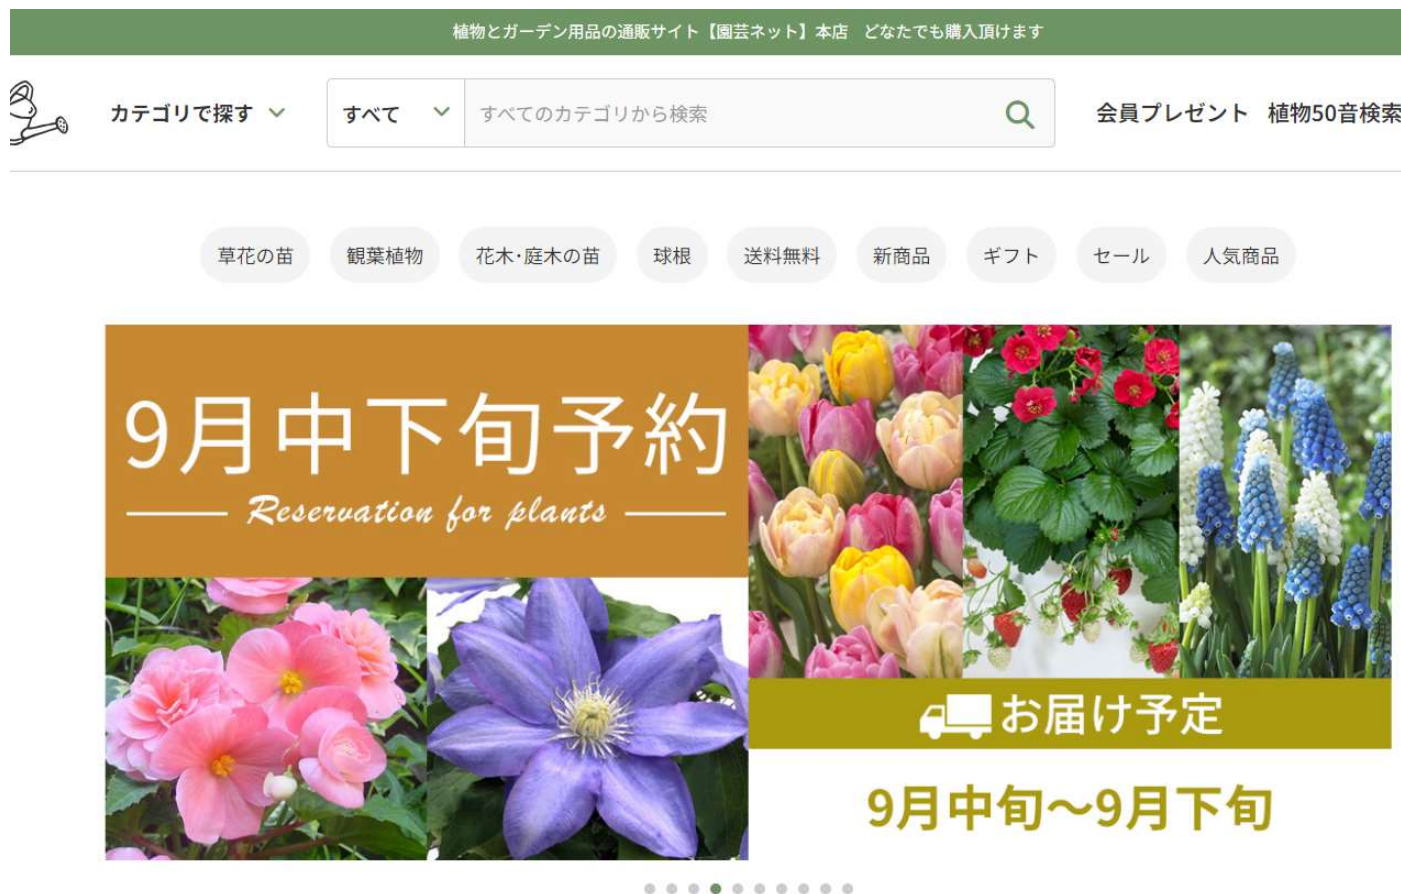 植物とガーデン用品の通販サイト【園芸ネット】本店　どなたでも購入頂けます
カテゴリで探す
すべて
すべてのカテゴリから検索
会員プレゼント
植物50音検索
草花の苗
観葉植物
花木･庭木の苗
球根
送料無料
新商品
ギフト
セール
人気商品
9月中下旬予約
Reservation for plants
お届け予定
9月中旬～9月下旬